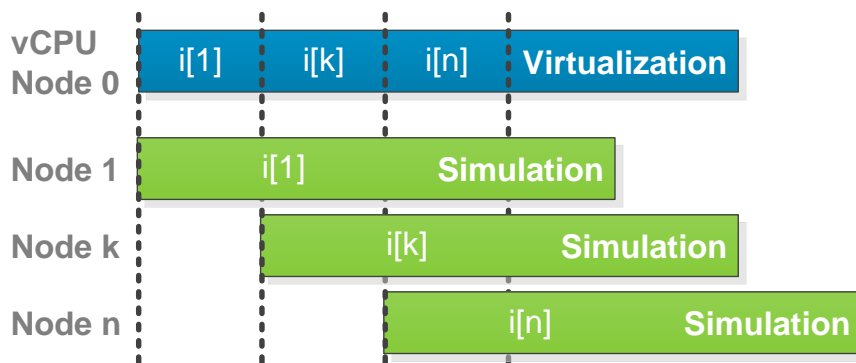 vCPU
Node 0
i[1] i[k] i[n] Virtualization
Node 1 i[1] Simulation
Node k i[k] Simulation
Node n i[n] Simulation